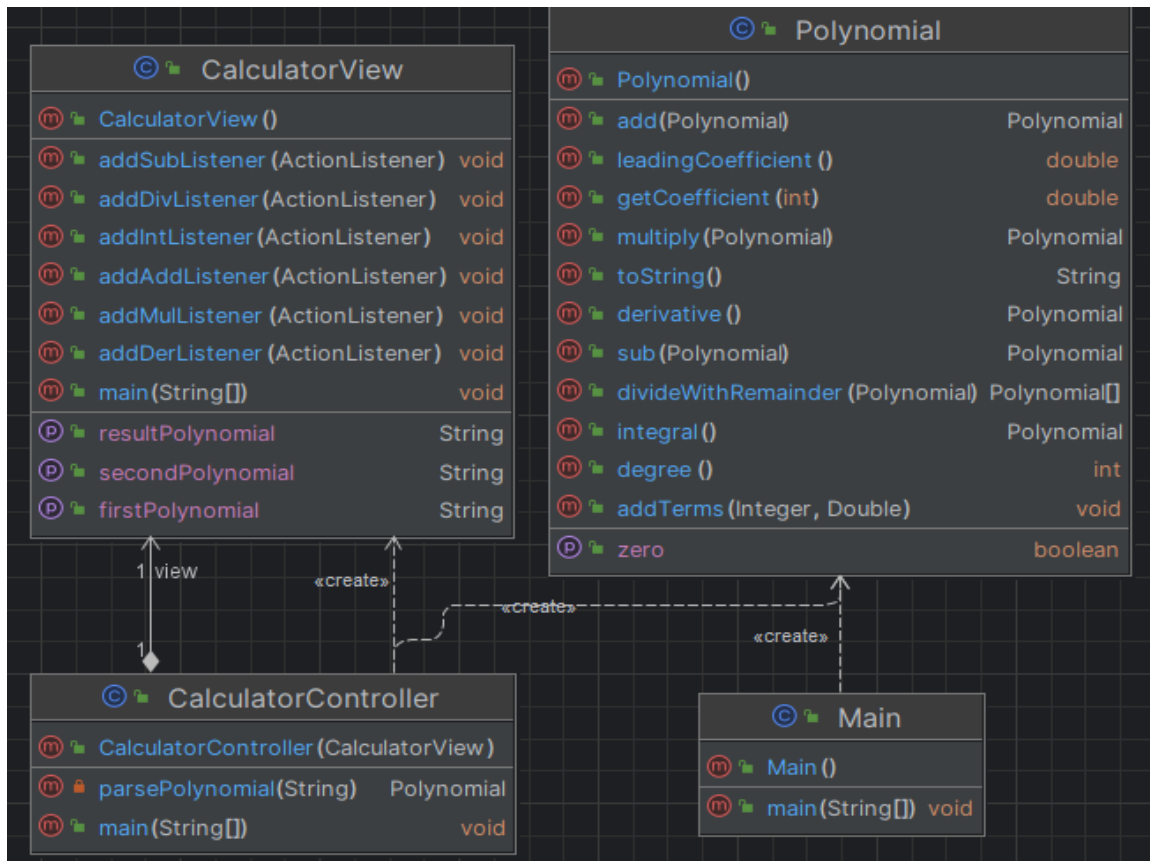 CalculatorView
CalculatorView()
addSubListener(ActionListener) void
addDivListener(ActionListener) void
addIntListener(ActionListener) void
addAddListener(ActionListener) void
addMulListener(ActionListener) void
addDerListener(ActionListener) void
main(String[]) void
resultPolynomial String
secondPolynomial String
firstPolynomial String
Polynomial
Polynomial()
add(Polynomial) Polynomial
leadingCoefficient() double
getCoefficient(int) double
multiply(Polynomial) Polynomial
toString() String
derivative() Polynomial
sub(Polynomial) Polynomial
divideWithRemainder(Polynomial) Polynomial[]
integral() Polynomial
degree() int
addTerms(Integer, Double) void
zero boolean
1 view
«create»
«create»
«create»
1
CalculatorController
CalculatorController(CalculatorView)
parsePolynomial(String) Polynomial
main(String[]) void
Main
Main()
main(String[]) void